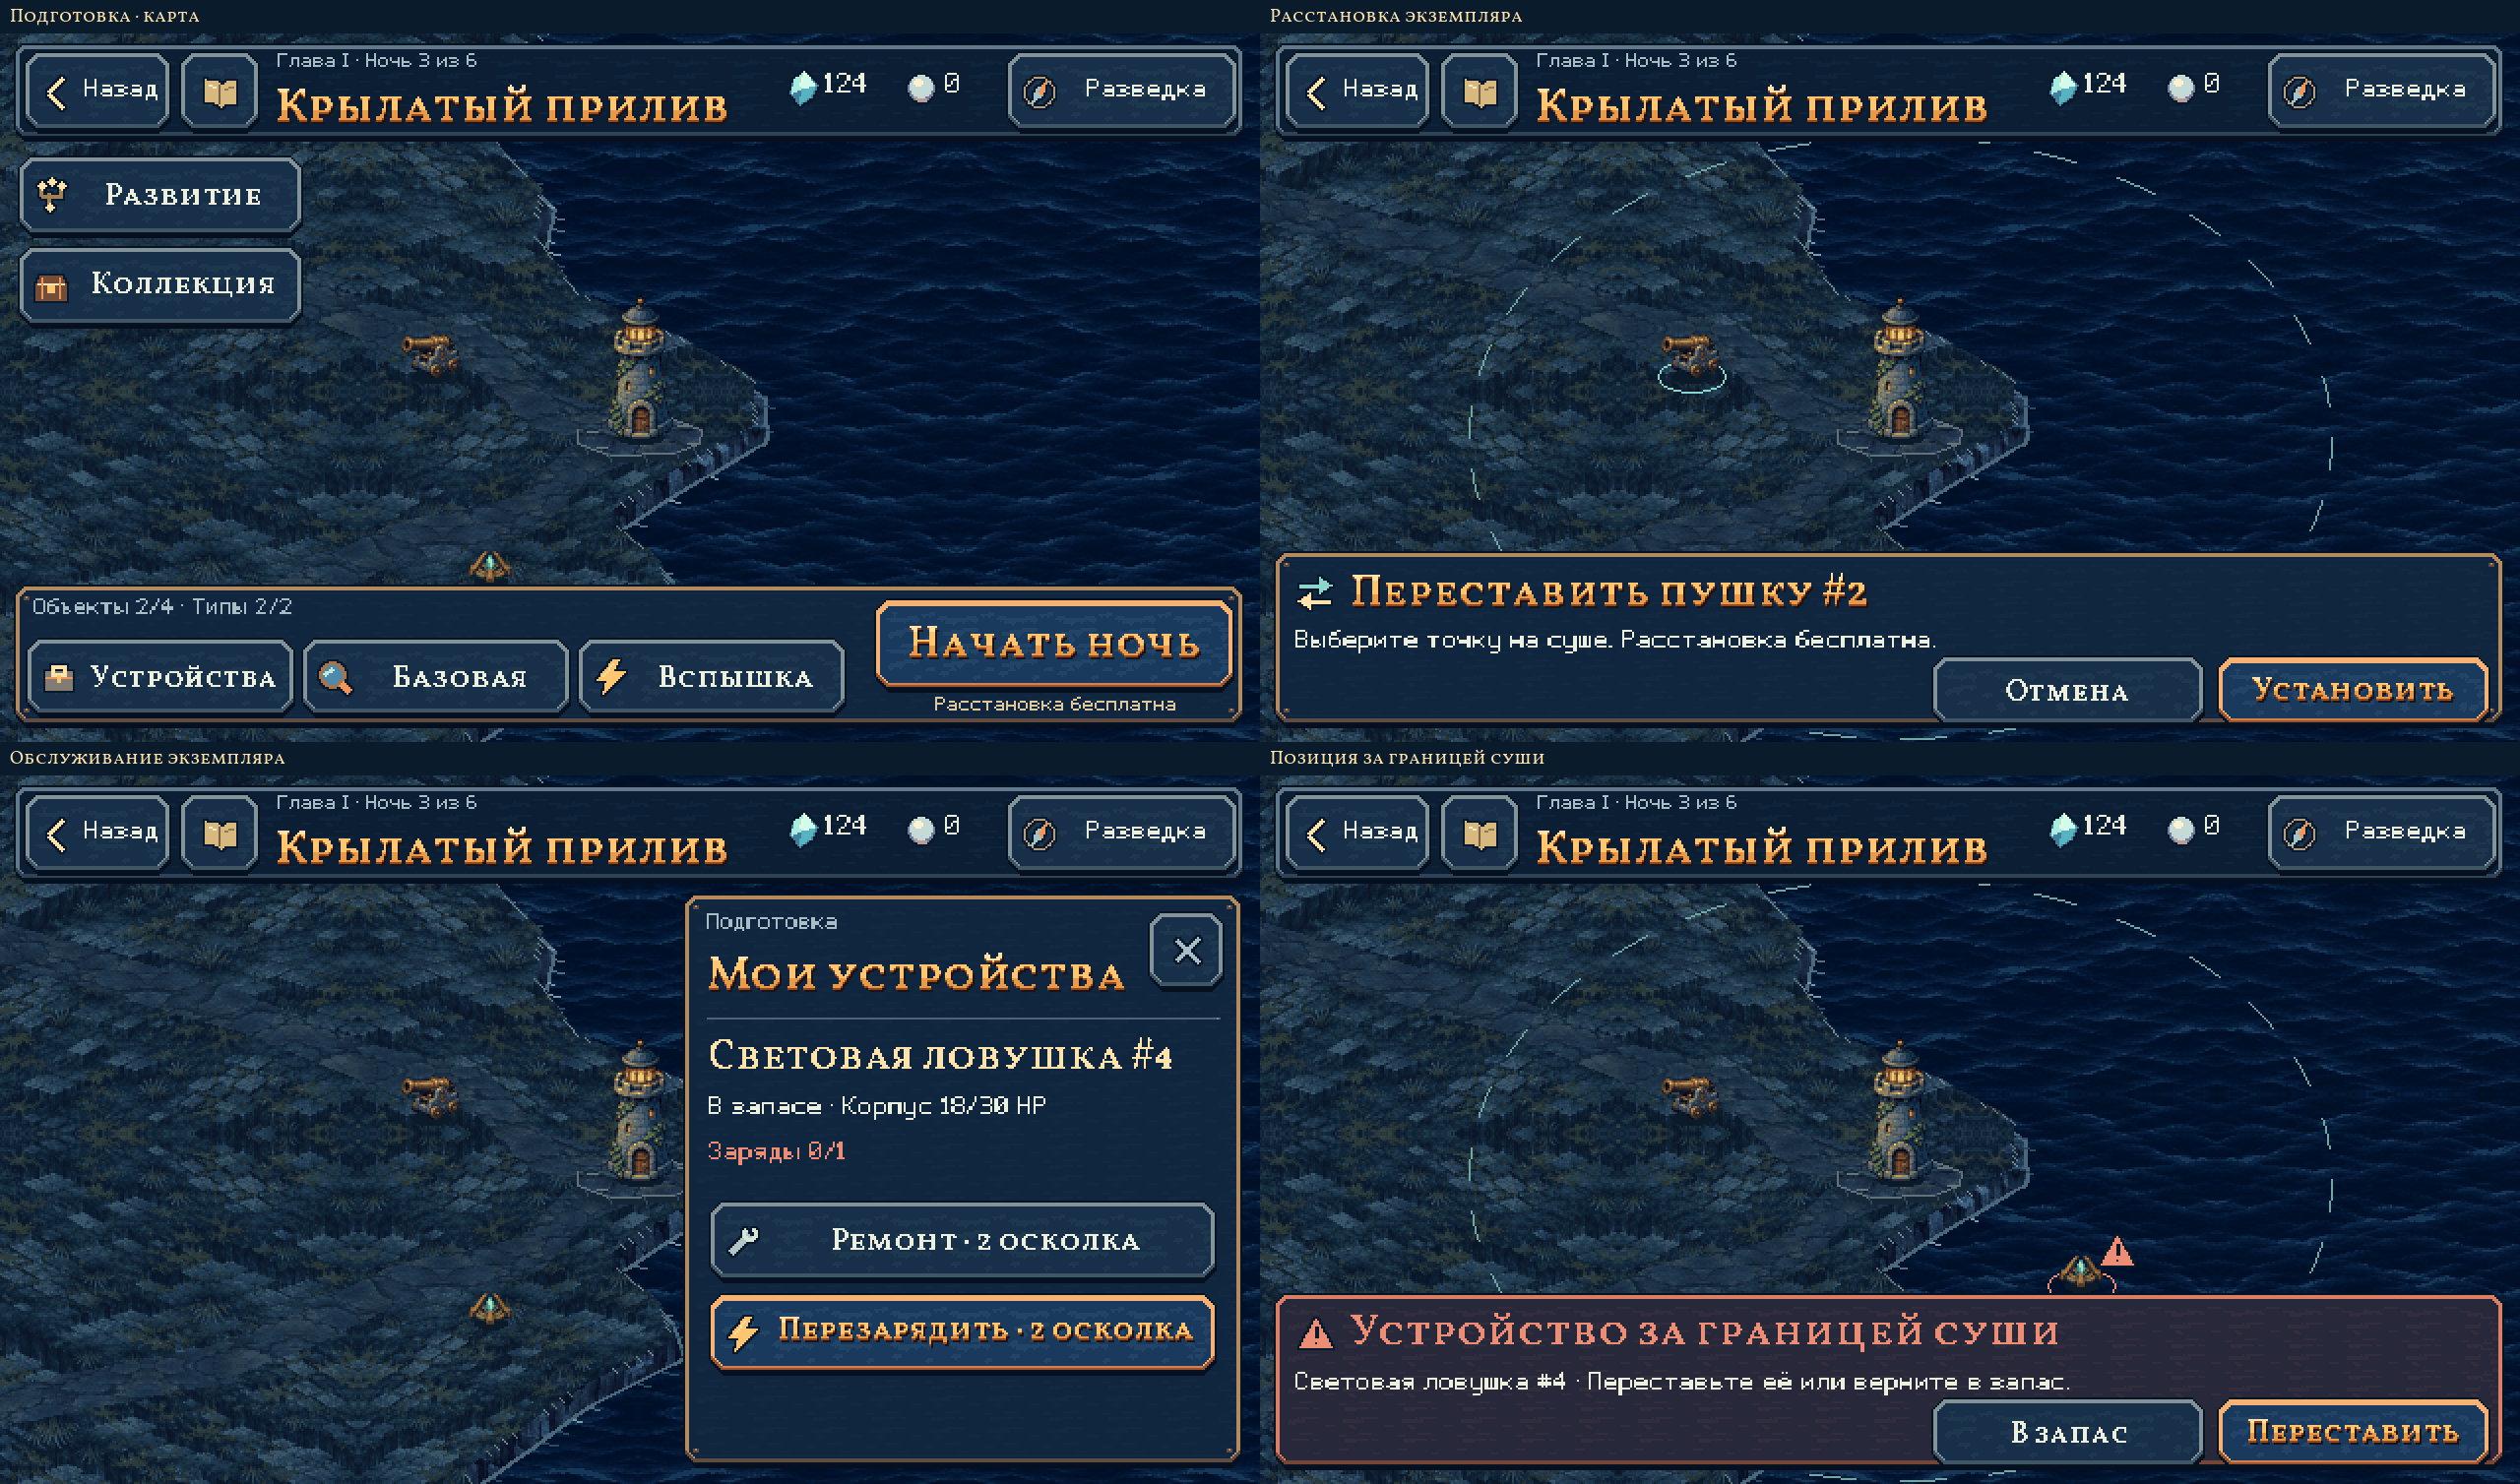 Подготовка · карта
Назад
Глава I · Ночь 3 из 6
Крылатый прилив
124
0
Разведка
Развитие
Коллекция
Объекты 2/4 · Типы 2/2
Устройства
Базовая
Вспышка
Начать ночь
Расстановка бесплатна
Расстановка экземпляра
Назад
Глава I · Ночь 3 из 6
Крылатый прилив
124
0
Разведка
Переставить пушку #2
Выберите точку на суше. Расстановка бесплатна.
Отмена
Установить
Обслуживание экземпляра
Назад
Глава I · Ночь 3 из 6
Крылатый прилив
124
0
Разведка
Подготовка
Мои устройства
Световая ловушка #4
В запасе · Корпус 18/30 HP
Заряды 0/1
Ремонт · 2 осколка
Перезарядить · 2 осколка
Позиция за границей суши
Назад
Глава I · Ночь 3 из 6
Крылатый прилив
124
0
Разведка
Устройство за границей суши
Световая ловушка #4 · Переставьте её или верните в запас.
В запас
Переставить